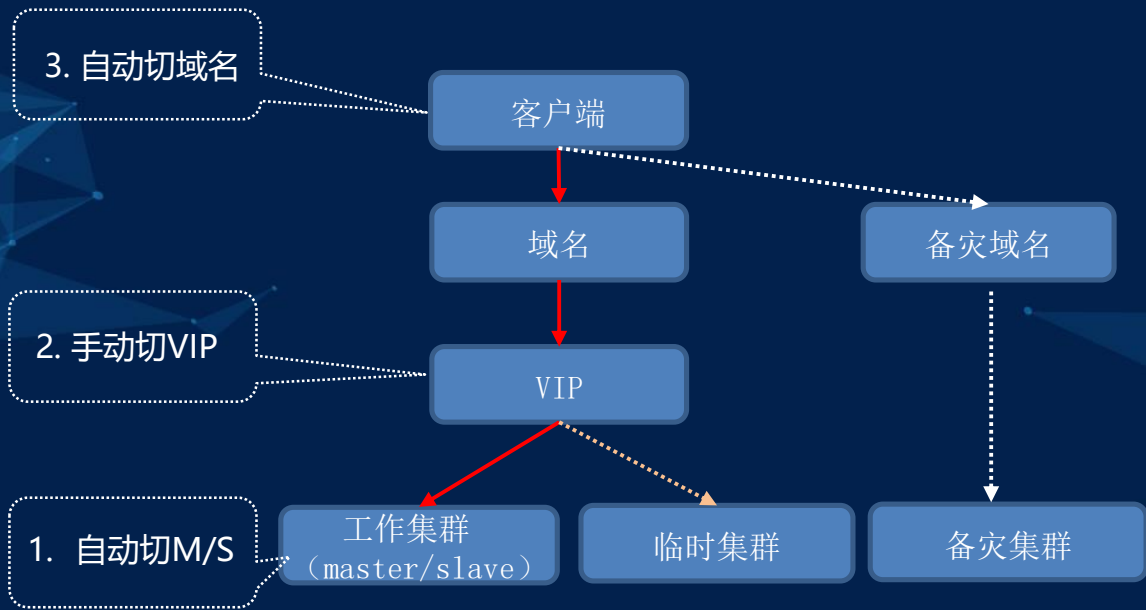 3. 自动切域名
客户端
域名
备灾域名
2. 手动切VIP
VIP
1. 自动切M/S
工作集群
（master/slave）
临时集群
备灾集群